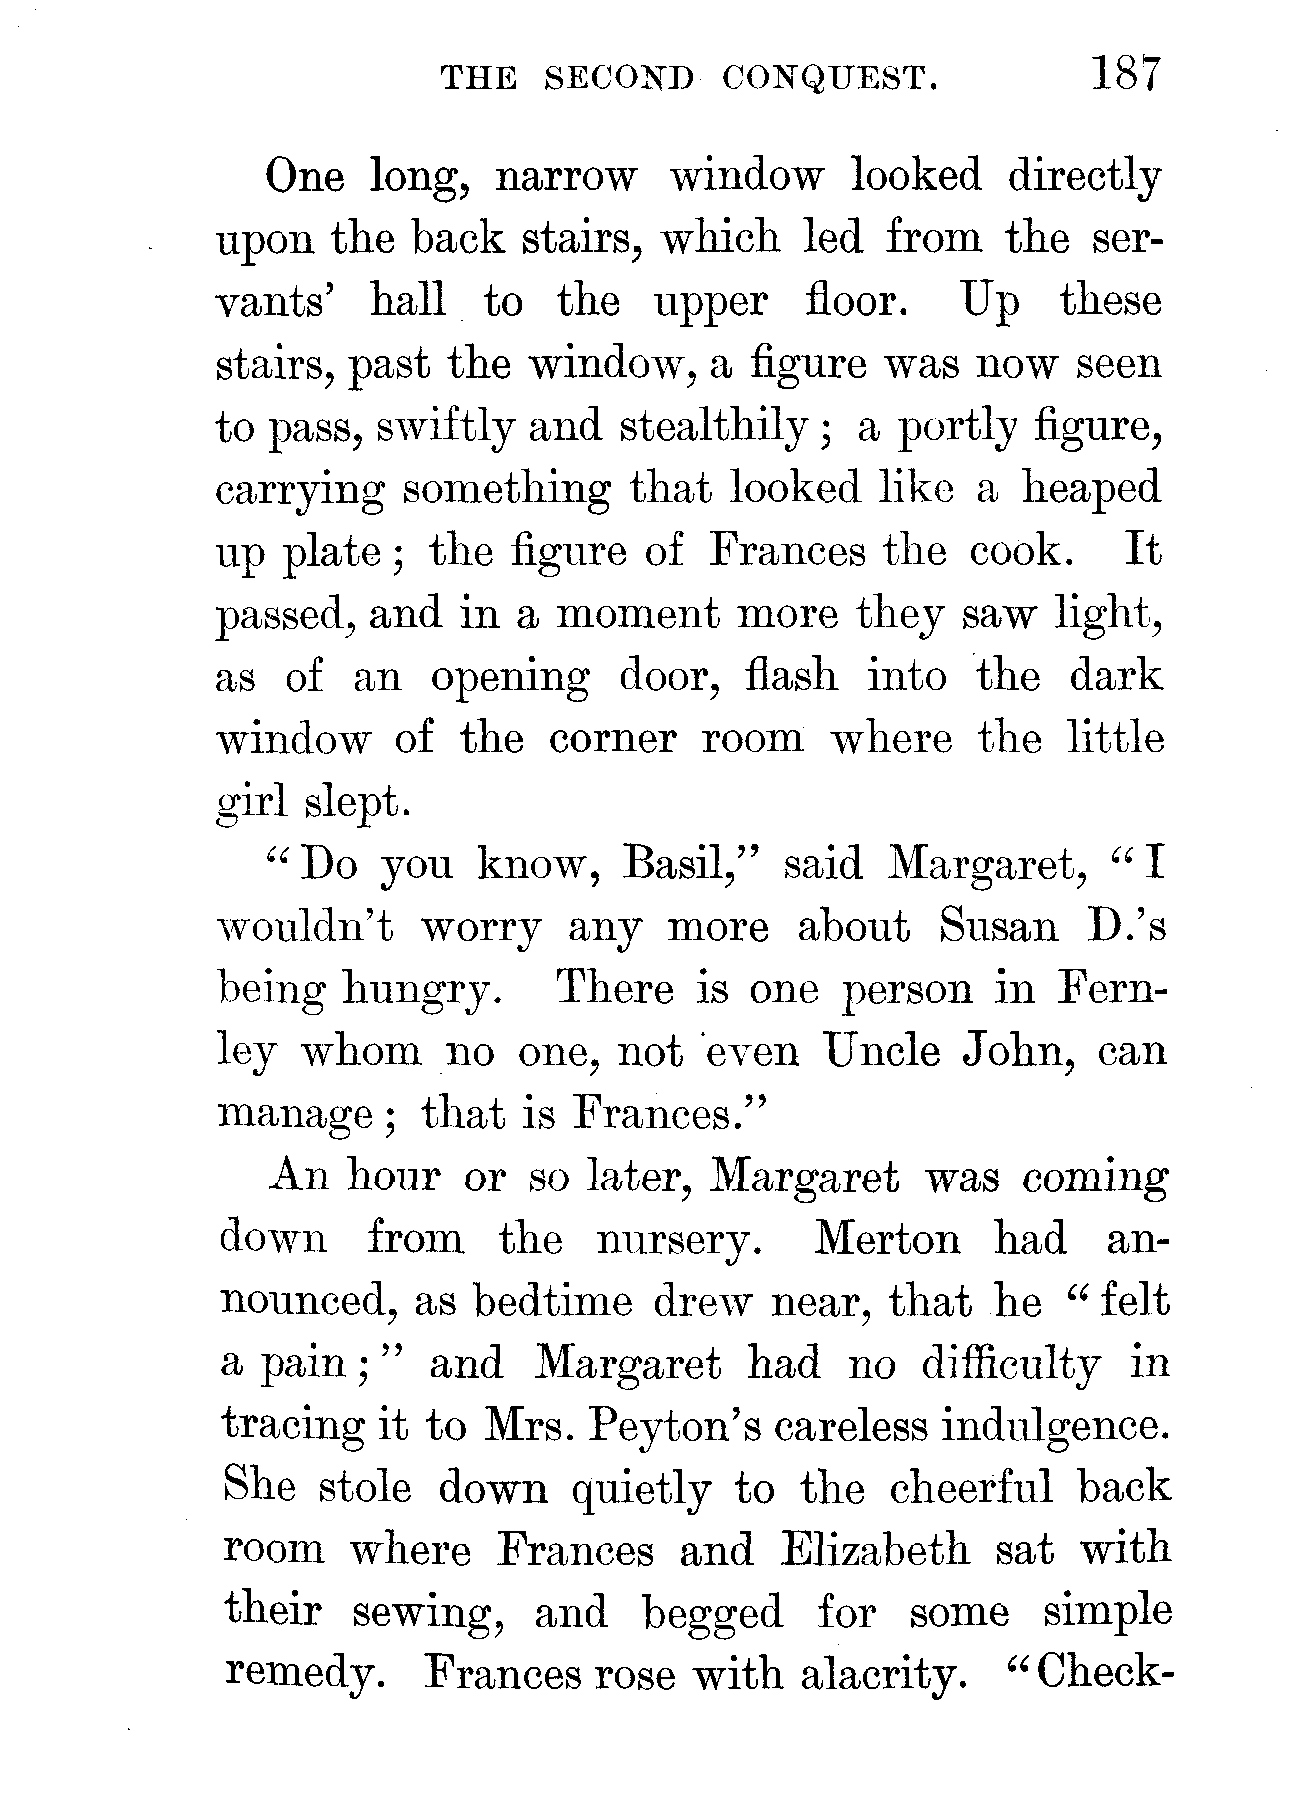 THE SECOND CONQUEST. 187
One long, narrow window looked directly
upon the back stairs, which led from the ser-
vants' hall to the upper floor. Up these
stairs, past the window, a figure was now seen
to pass, swiftly and stealthily; a portly figure,
carrying something that looked like a heaped
up plate; the figure of Frances the cook. It
passed, and in a moment more they saw light,
as of an opening door, flash into the dark
window of the corner room where the little
girl slept.
"Do you know, Basil," said Margaret, "I
wouldn't worry any more about Susan D.'s
being hungry. There is one person in Fern-
ley whom no one, not even Uncle John, can
manage; that is Frances."
An hour or so later, Margaret was coming
down from the nursery. Merton had an-
nounced, as bedtime drew near, that he "felt
a pain;" and Margaret had no difficulty in
tracing it to Mrs. Peyton's careless indulgence.
She stole down quietly to the cheerful back
room where Frances and Elizabeth sat with
their sewing, and begged for some simple
remedy. Frances rose with alacrity. "Check-